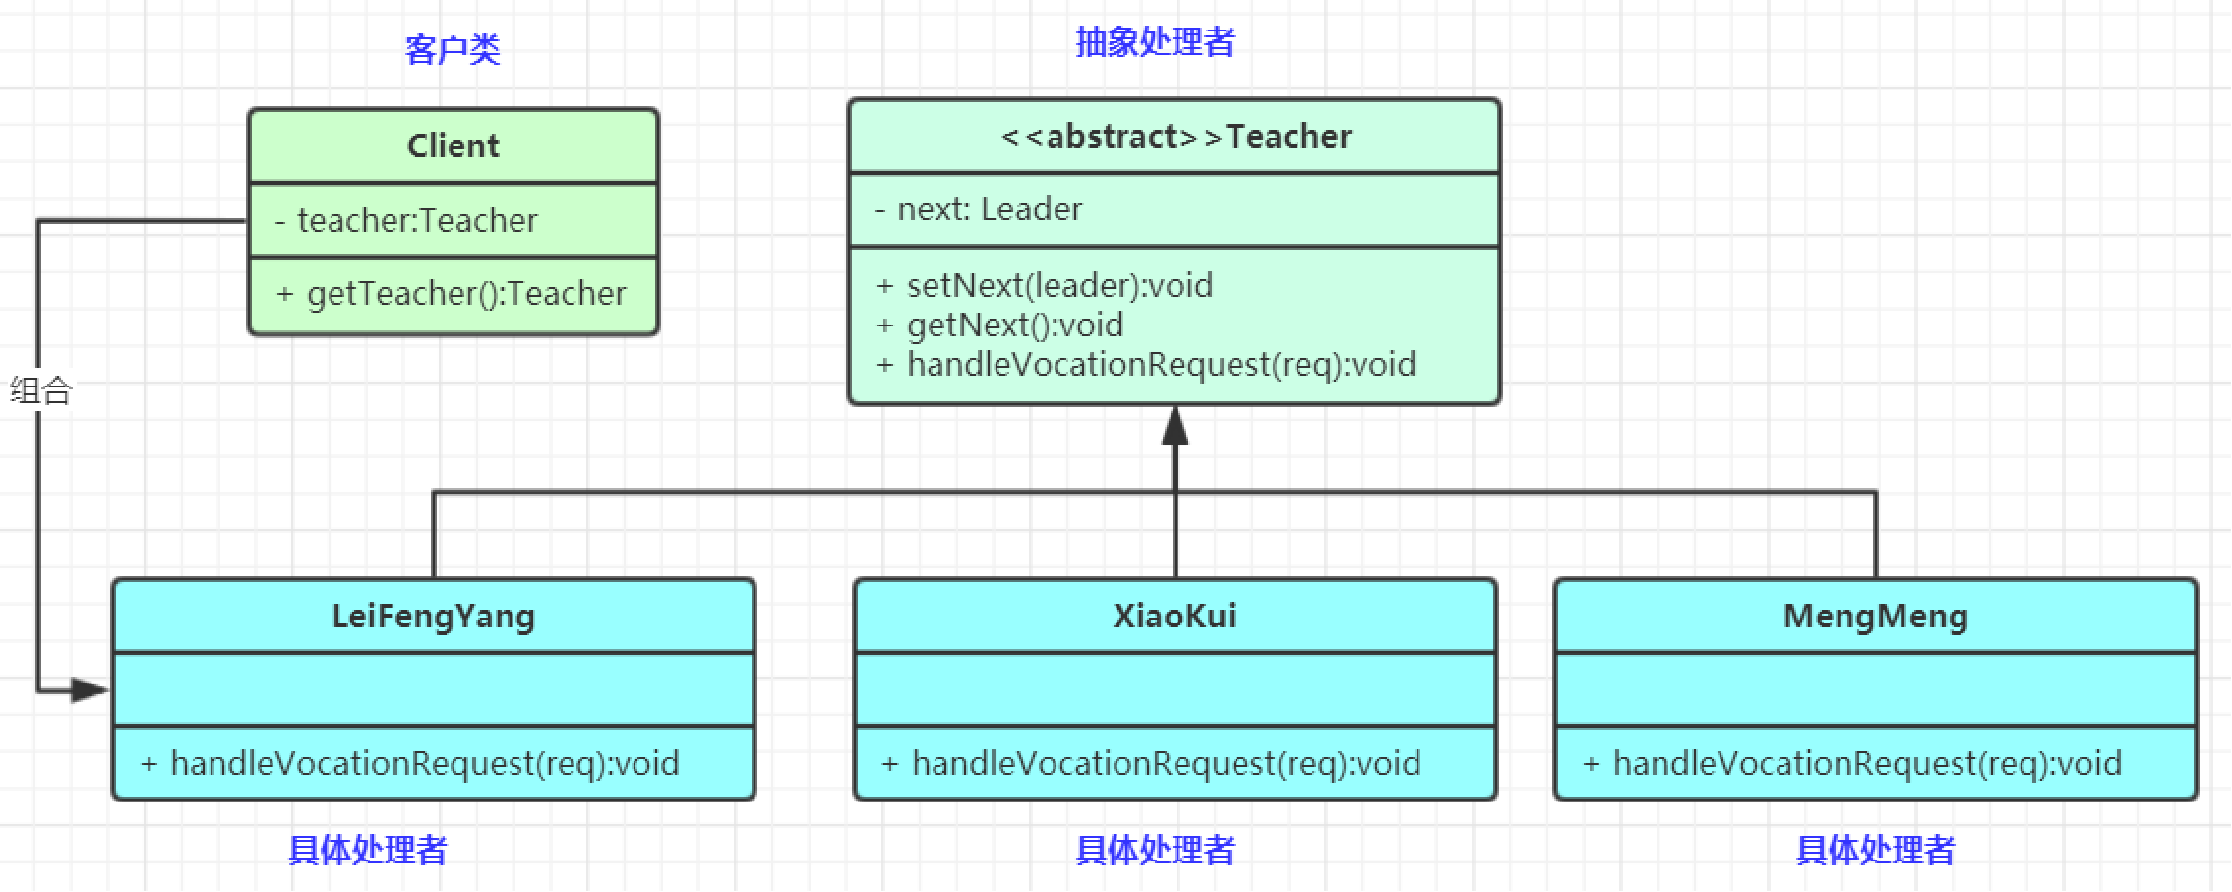 客户类
抽象处理者
Client
- teacher:Teacher
+ getTeacher():Teacher
<<abstract>>Teacher
- next: Leader
+ setNext(leader):void
+ getNext():void
+ handleVocationRequest(req):void
组合
LeiFengYang
+ handleVocationRequest(req):void
具体处理者
XiaoKui
+ handleVocationRequest(req):void
具体处理者
MengMeng
+ handleVocationRequest(req):void
具体处理者